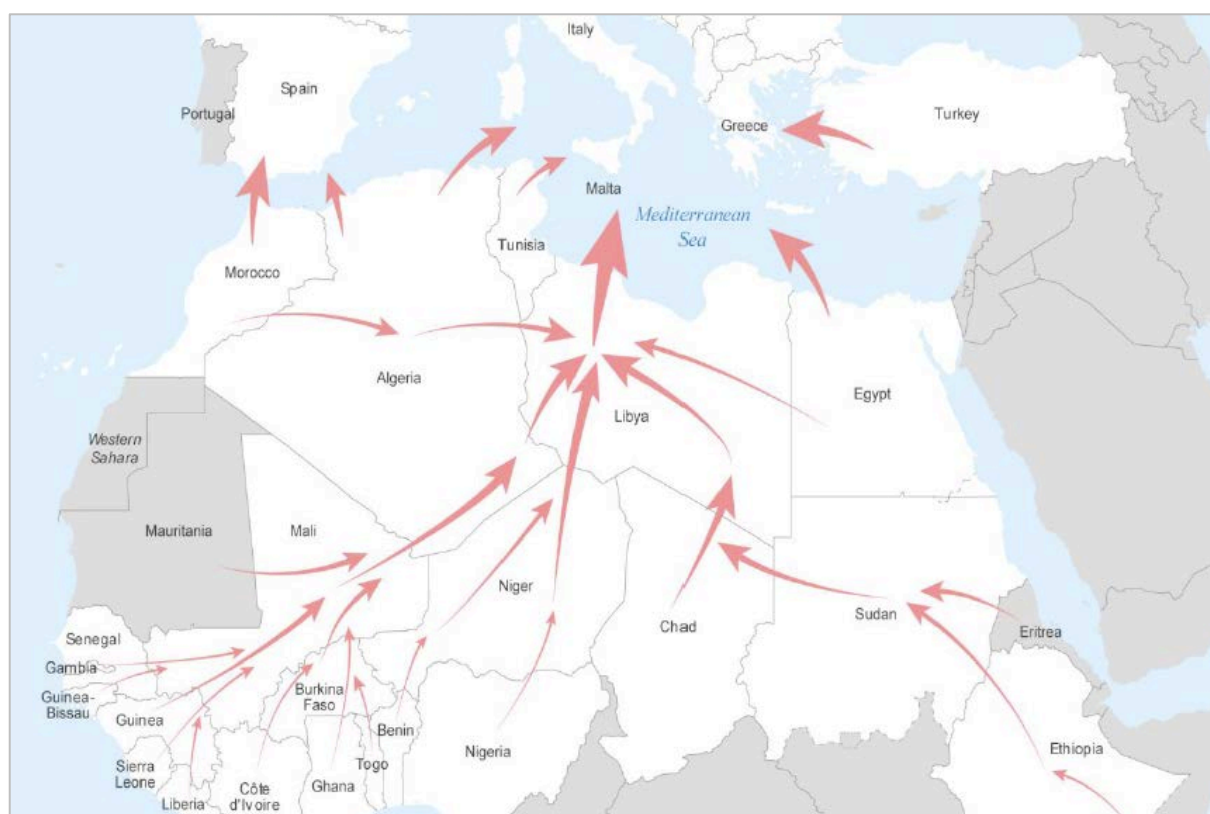 Italy
Spain
Portugal
Greece
Turkey
Malta
Mediterranean
Sea
Tunisia
Morocco
Algeria
Libya
Egypt
Western
Sahara
Mauritania
Mali
Niger
Chad
Sudan
Eritrea
Senegal
Gambia
Guinea-
Bissau
Guinea
Burkina
Faso
Benin
Nigeria
Ethiopia
Sierra
Leone
Liberia
Côte
d'Ivoire
Ghana
Togo